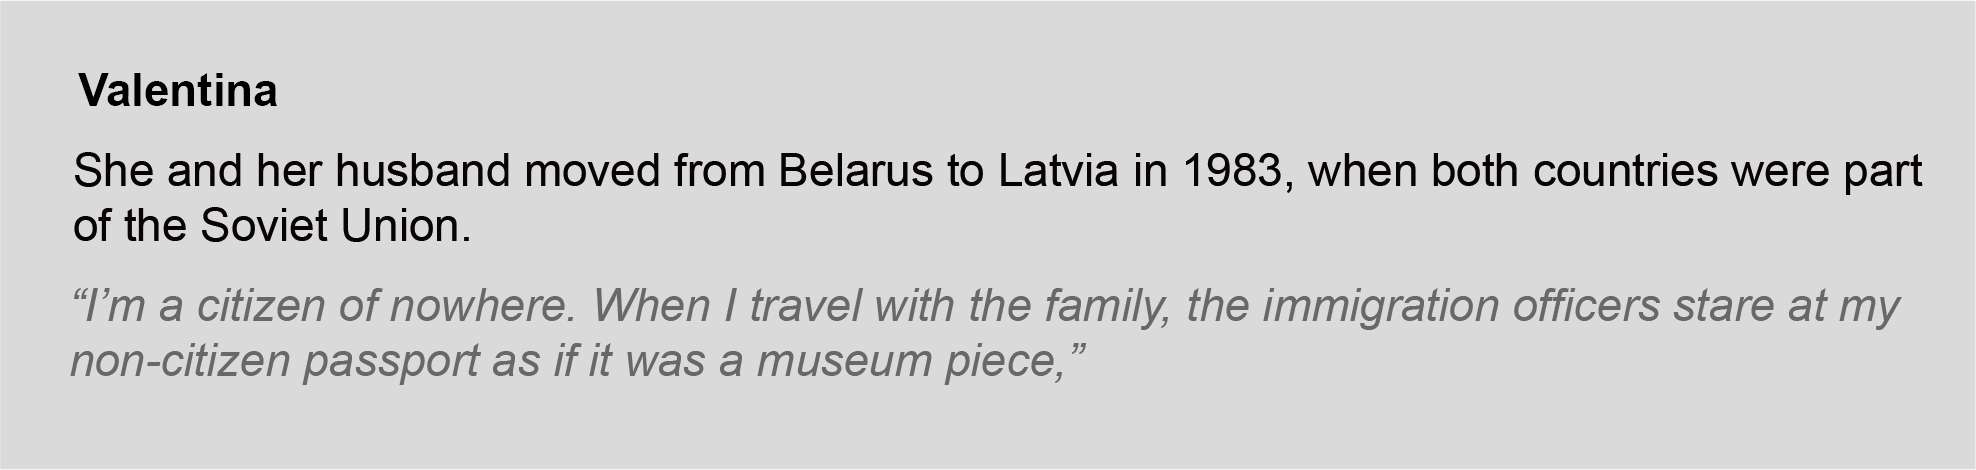 Valentina
She and her husband moved from Belarus to Latvia in 1983, when both countries were part
of the Soviet Union.
“I’m a citizen of nowhere. When I travel with the family, the immigration officers stare at my
non-citizen passport as if it was a museum piece,”